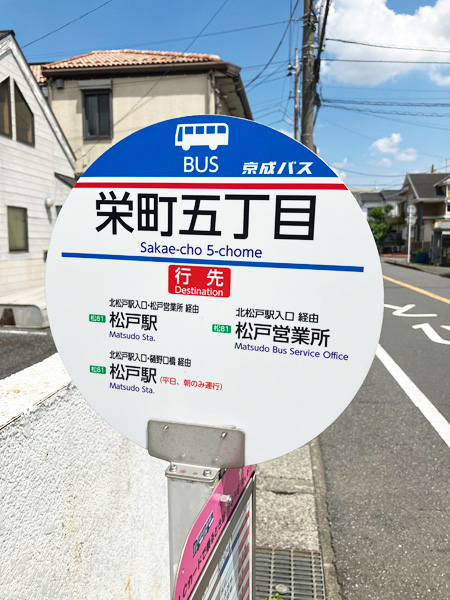 BUS 京成バス
栄町五丁目
Sakae-cho 5-chome
行先
Destination
北松戸駅入口・松戸営業所 経由
松81 松戸駅
Matsudo Sta.
北松戸駅入口・樋野口橋 経由
松81 松戸駅(平日、朝のみ運行)
Matsudo Sta.
北松戸駅入口 経由
松81 松戸営業所
Matsudo Bus Service Office